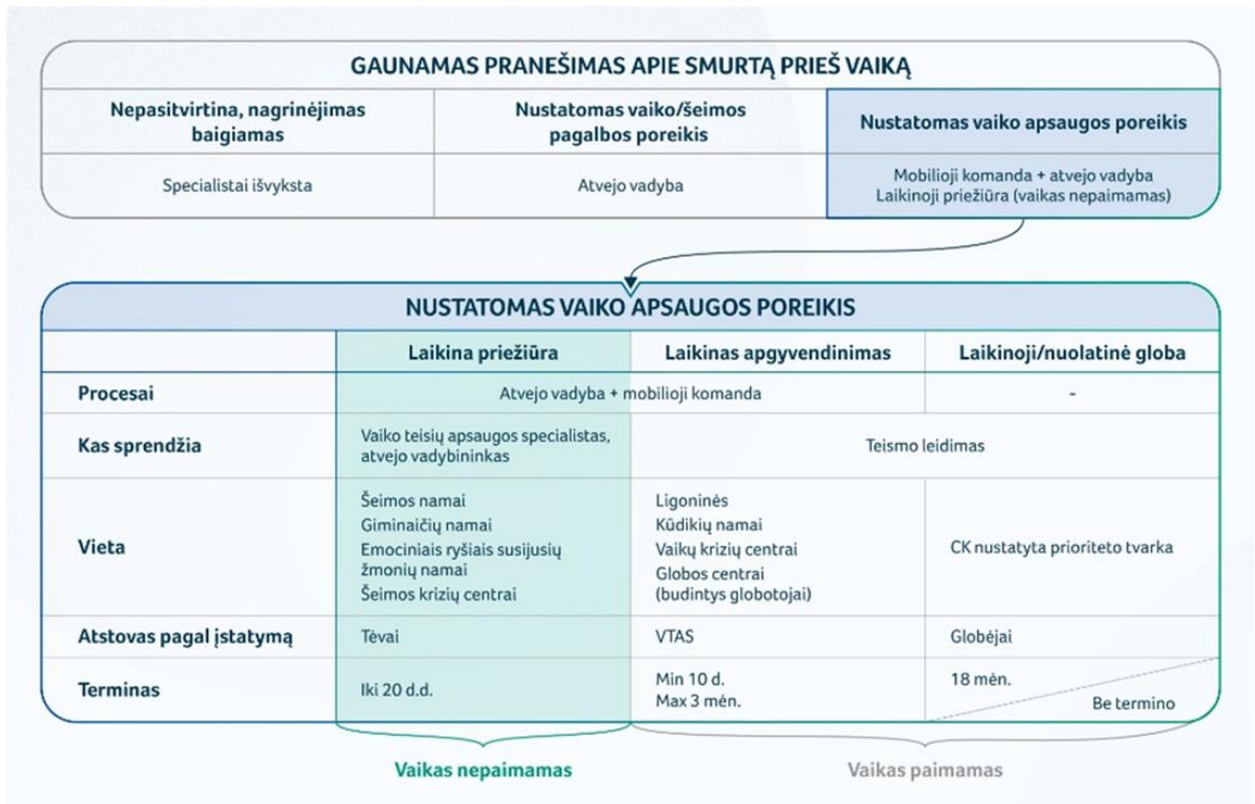 GAUNAMAS PRANEŠIMAS APIE SMURTĄ PRIEŠ VAIKĄ
Nepasitvirtina, nagrinėjimas
baigiamas
Nustatomas vaiko/šeimos
pagalbos poreikis
Nustatomas vaiko apsaugos poreikis
Specialistai išvyksta
Atvejo vadyba
Mobilioji komanda + atvejo vadyba
Laikinoji priežiūra (vaikas nepaimamas)
NUSTATOMAS VAIKO APSAUGOS POREIKIS
Laikina priežiūra
Laikinas apgyvendinimas
Laikinoji/nuolatinė globa
Procesai
Atvejo vadyba + mobilioji komanda
-
Kas sprendžia
Vaiko teisių apsaugos specialistas,
atvejo vadybininkas
Teismo leidimas
Vieta
Šeimos namai
Giminaičių namai
Emociniais ryšiais susijusių
žmonių namai
Šeimos krizių centrai
Ligoninės
Kūdikių namai
Vaikų krizių centrai
Globos centrai
(budintys globotojai)
CK nustatyta prioriteto tvarka
Atstovas pagal įstatymą
Tėvai
VTAS
Globėjai
Terminas
Iki 20 d.d.
Min 10 d.
Max 3 mėn.
18 mėn.
Be termino
Vaikas nepaimamas
Vaikas paimamas